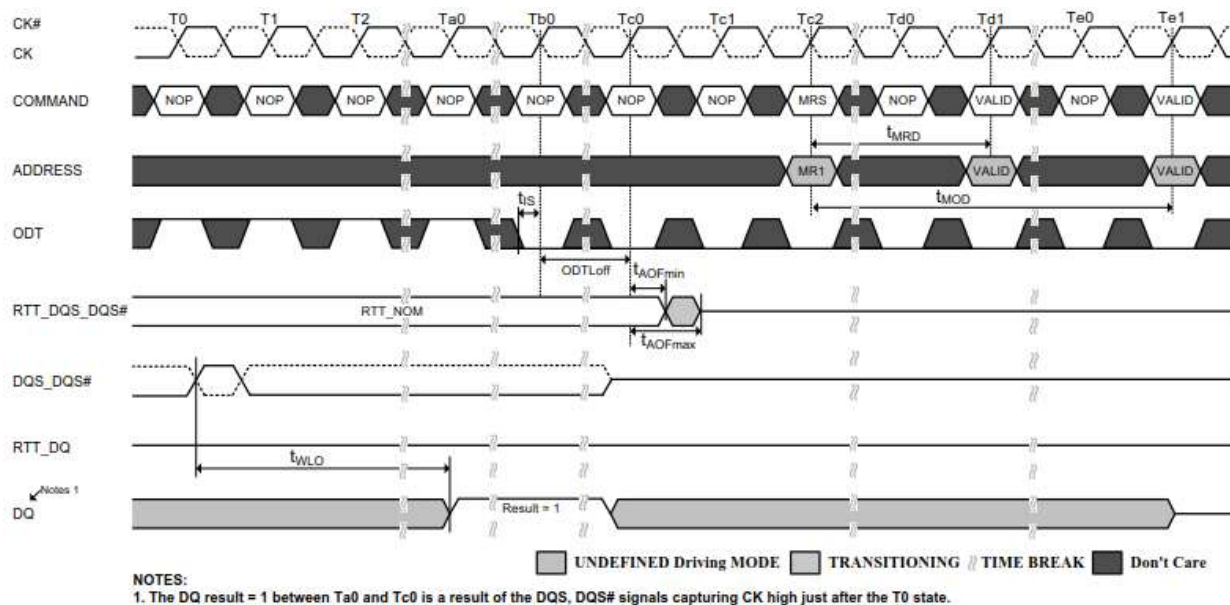 CK# T0 T1 T2 Ta0 Tb0 Tc0 Tc1 Tc2 Td0 Td1 Te0 Te1
CK
COMMAND NOP NOP NOP NOP NOP NOP NOP MRS NOP VALID NOP VALID
tMRD
ADDRESS MR1 VALID VALID
tIS tMOD
ODT
ODTLoff tAOFmin
RTT_DQS_DQS# RTT_NOM
tAOFmax
DQS_DQS#
RTT_DQ
tWLO
Notes 1
DQ Result = 1
UNDEFINED Driving MODE TRANSITIONING TIME BREAK Don't Care
NOTES:
1. The DQ result = 1 between Ta0 and Tc0 is a result of the DQS, DQS# signals capturing CK high just after the T0 state.